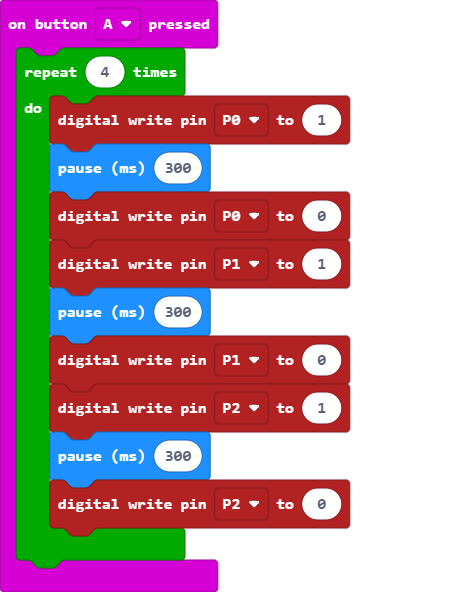 on button A pressed
repeat 4 times
do
digital write pin P0 to 1
pause (ms) 300
digital write pin P0 to 0
digital write pin P1 to 1
pause (ms) 300
digital write pin P1 to 0
digital write pin P2 to 1
pause (ms) 300
digital write pin P2 to 0